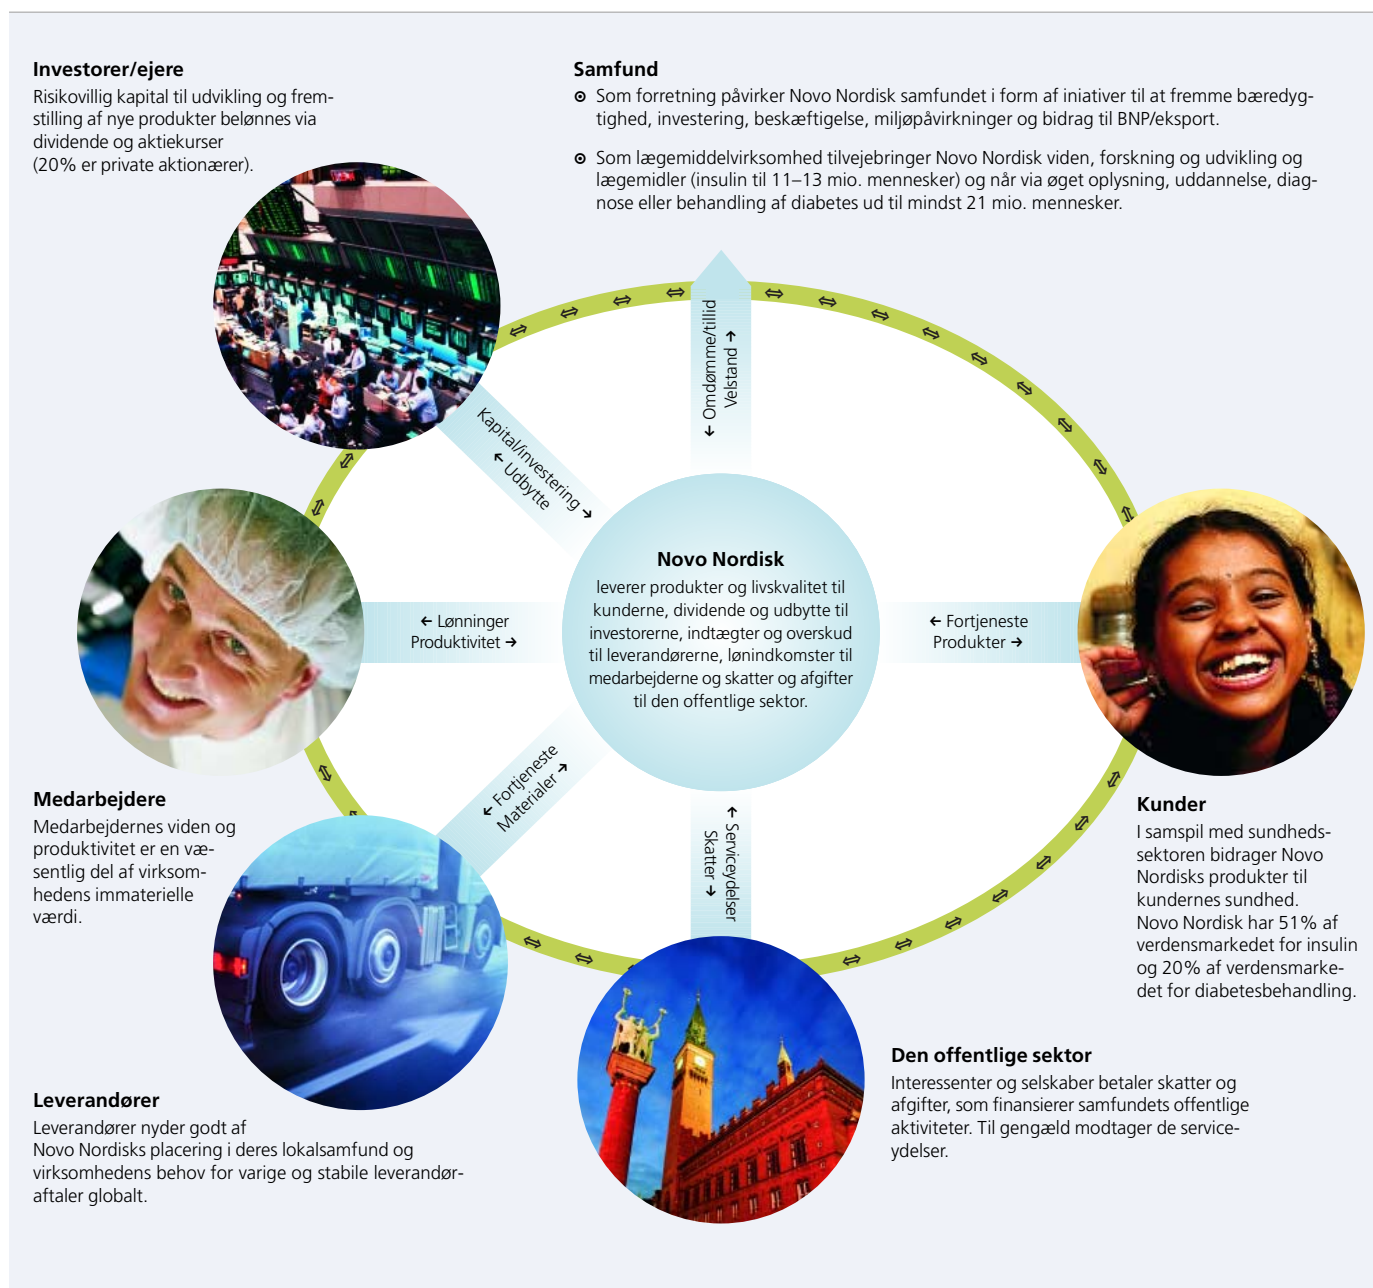 Investorer/ejere
Risikovillig kapital til udvikling og frem-
stilling af nye produkter belønnes via
dividende og aktiekurser
(20% er private aktionærer).
Samfund
Som forretning påvirker Novo Nordisk samfundet i form af iniativer til at fremme bæredyg-
tighed, investering, beskæftigelse, miljøpåvirkninger og bidrag til BNP/eksport.
Som lægemiddelvirksomhed tilvejebringer Novo Nordisk viden, forskning og udvikling og
lægemidler (insulin til 11–13 mio. mennesker) og når via øget oplysning, uddannelse, diag-
nose eller behandling af diabetes ud til mindst 21 mio. mennesker.
← Omdømme/tillid
Velstand →
Kapital/investering →
← Udbytte
Novo Nordisk
leverer produkter og livskvalitet til
kunderne, dividende og udbytte til
investorerne, indtægter og overskud
til leverandørerne, lønindkomster til
medarbejderne og skatter og afgifter
til den offentlige sektor.
← Lønninger
Produktivitet →
← Fortjeneste
Produkter →
← Fortjeneste
Materialer →
← Serviceydelser
Skatter →
Medarbejdere
Medarbejdernes viden og
produktivitet er en væ-
sentlig del af virksom-
hedens immaterielle
værdi.
Kunder
I samspil med sundheds-
sektoren bidrager Novo
Nordisks produkter til
kundernes sundhed.
Novo Nordisk har 51% af
verdensmarkedet for insulin
og 20% af verdensmarke-
det for diabetesbehandling.
Den offentlige sektor
Interessenter og selskaber betaler skatter og
afgifter, som finansierer samfundets offentlige
aktiviteter. Til gengæld modtager de service-
ydelser.
Leverandører
Leverandører nyder godt af
Novo Nordisks placering i deres lokalsamfund og
virksomhedens behov for varige og stabile leverandør-
aftaler globalt.